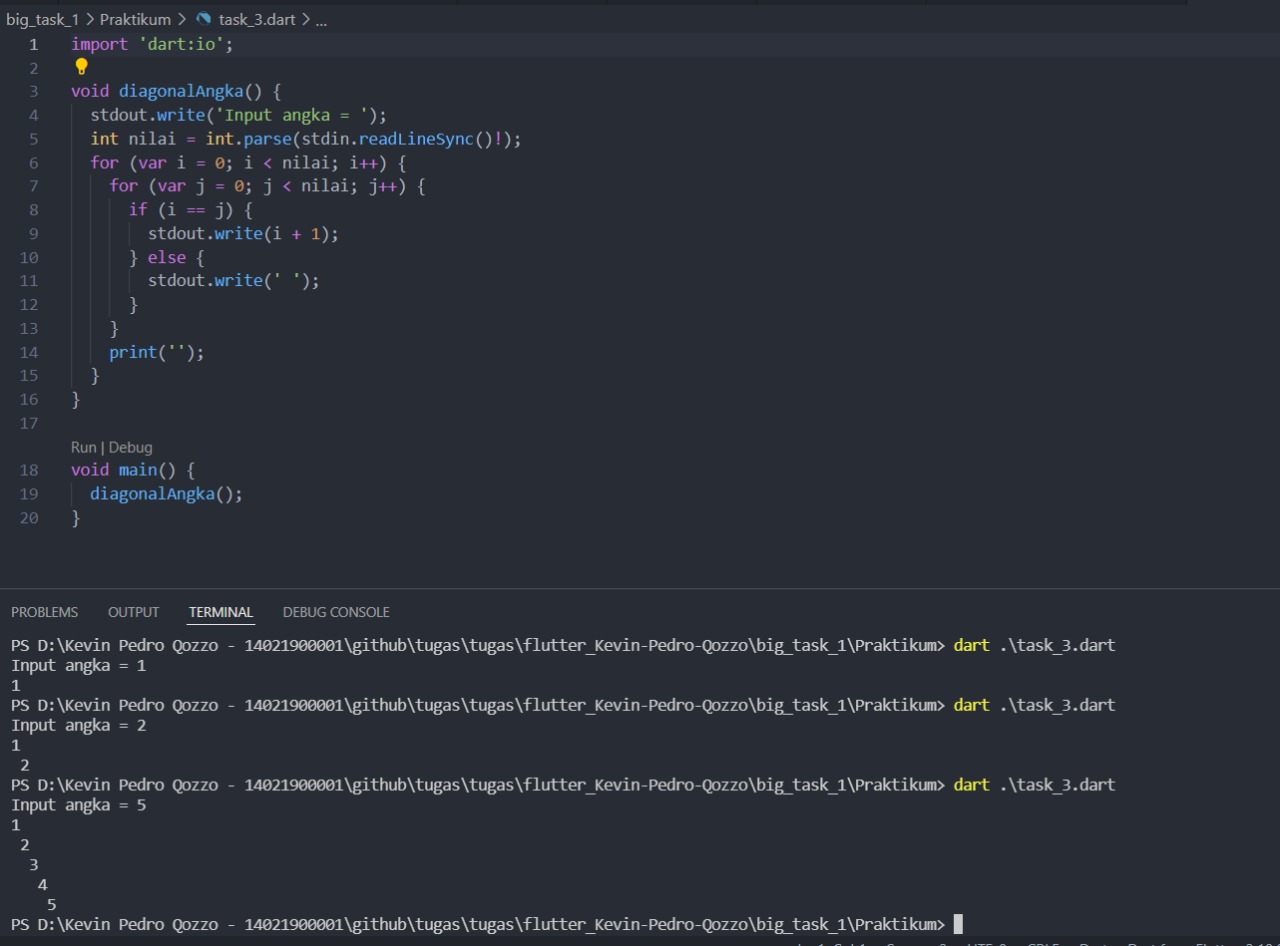 big_task_1 > Praktikum > task_3.dart > ...
1 import 'dart:io';
2
3 void diagonalAngka() {
4   stdout.write('Input angka = ');
5   int nilai = int.parse(stdin.readLineSync()!);
6   for (var i = 0; i < nilai; i++) {
7     for (var j = 0; j < nilai; j++) {
8       if (i == j) {
9         stdout.write(i + 1);
10       } else {
11         stdout.write(' ');
12       }
13     }
14     print('');
15   }
16 }
17
Run | Debug
18 void main() {
19   diagonalAngka();
20 }
PROBLEMS OUTPUT TERMINAL DEBUG CONSOLE
PS D:\Kevin Pedro Qozzo - 14021900001\github\tugas\tugas\flutter_Kevin-Pedro-Qozzo\big_task_1\Praktikum> dart .\task_3.dart
Input angka = 1
1
PS D:\Kevin Pedro Qozzo - 14021900001\github\tugas\tugas\flutter_Kevin-Pedro-Qozzo\big_task_1\Praktikum> dart .\task_3.dart
Input angka = 2
1
 2
PS D:\Kevin Pedro Qozzo - 14021900001\github\tugas\tugas\flutter_Kevin-Pedro-Qozzo\big_task_1\Praktikum> dart .\task_3.dart
Input angka = 5
1
 2
  3
   4
    5
PS D:\Kevin Pedro Qozzo - 14021900001\github\tugas\tugas\flutter_Kevin-Pedro-Qozzo\big_task_1\Praktikum>